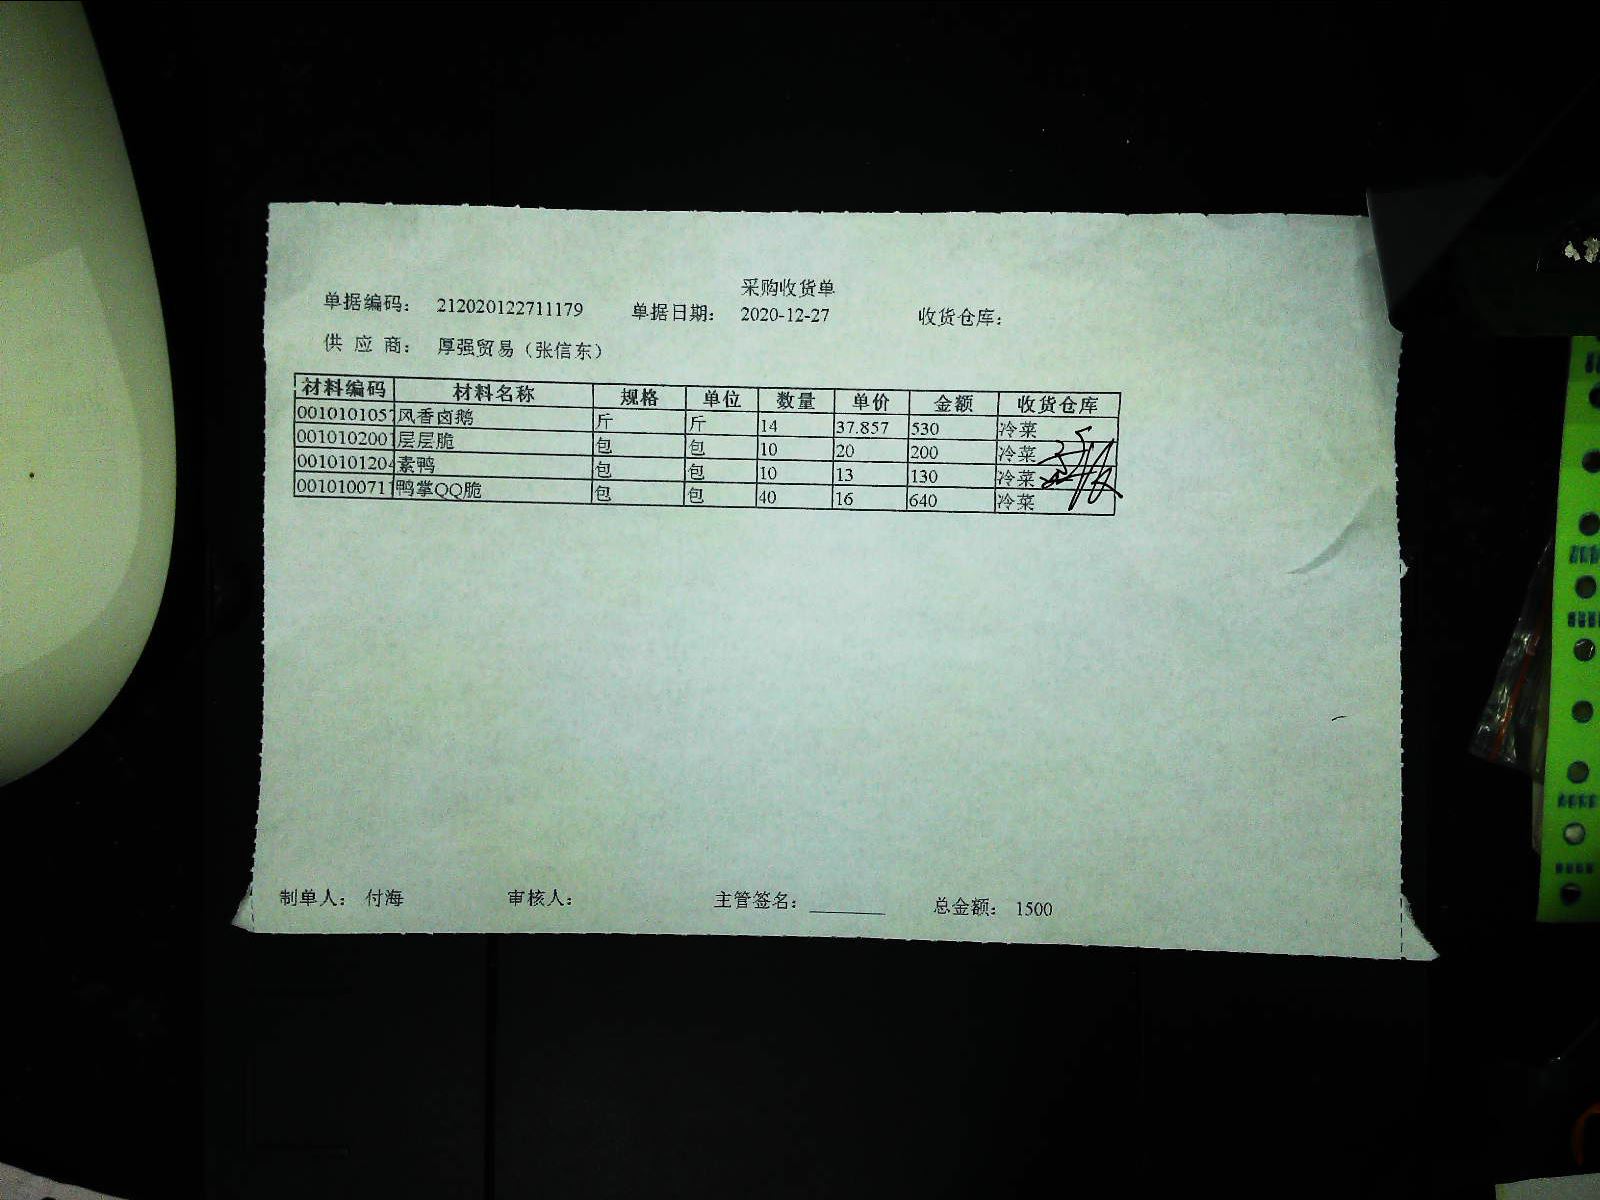 采购收货单
单据编码： 212020122711179 单据日期： 2020-12-27 收货仓库：
供 应 商： 厚强贸易（张信东）
材料编码 材料名称 规格 单位 数量 单价 金额 收货仓库
0010101057 风香卤鹅 斤 斤 14 37.857 530 冷菜
0010102001 层层脆 包 包 10 20 200 冷菜
0010101204 素鸭 包 包 10 13 130 冷菜
0010100711 鸭掌QQ脆 包 包 40 16 640 冷菜
制单人： 付海 审核人： 主管签名： 总金额： 1500